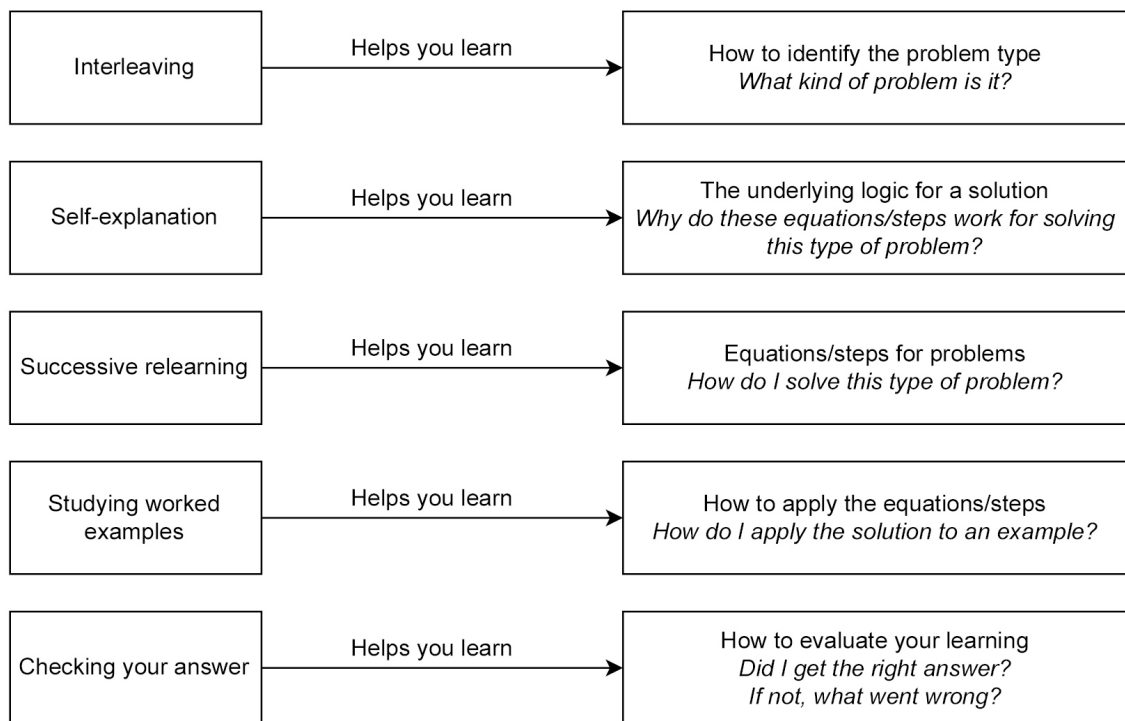 Interleaving
Helps you learn
How to identify the problem type
What kind of problem is it?
Self-explanation
Helps you learn
The underlying logic for a solution
Why do these equations/steps work for solving
this type of problem?
Successive relearning
Helps you learn
Equations/steps for problems
How do I solve this type of problem?
Studying worked
examples
Helps you learn
How to apply the equations/steps
How do I apply the solution to an example?
Checking your answer
Helps you learn
How to evaluate your learning
Did I get the right answer?
If not, what went wrong?